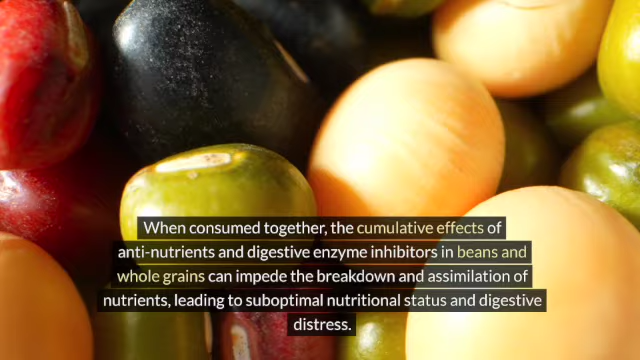 When consumed together, the cumulative effects of
anti-nutrients and digestive enzyme inhibitors in beans and
whole grains can impede the breakdown and assimilation of
nutrients, leading to suboptimal nutritional status and digestive
distress.